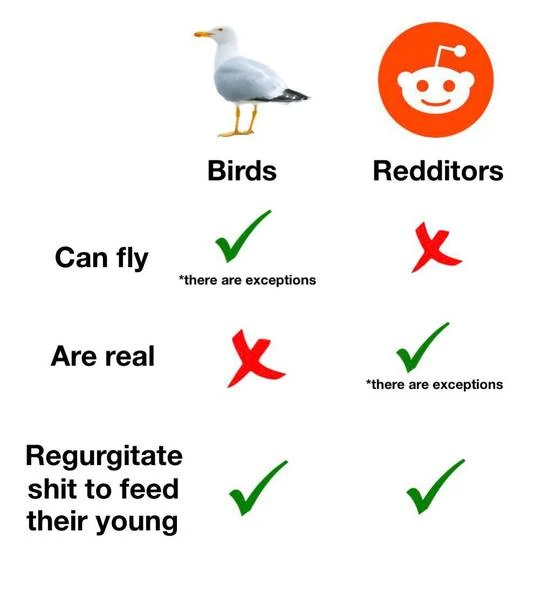 Birds Redditors
Can fly
*there are exceptions
Are real
*there are exceptions
Regurgitate
shit to feed
their young